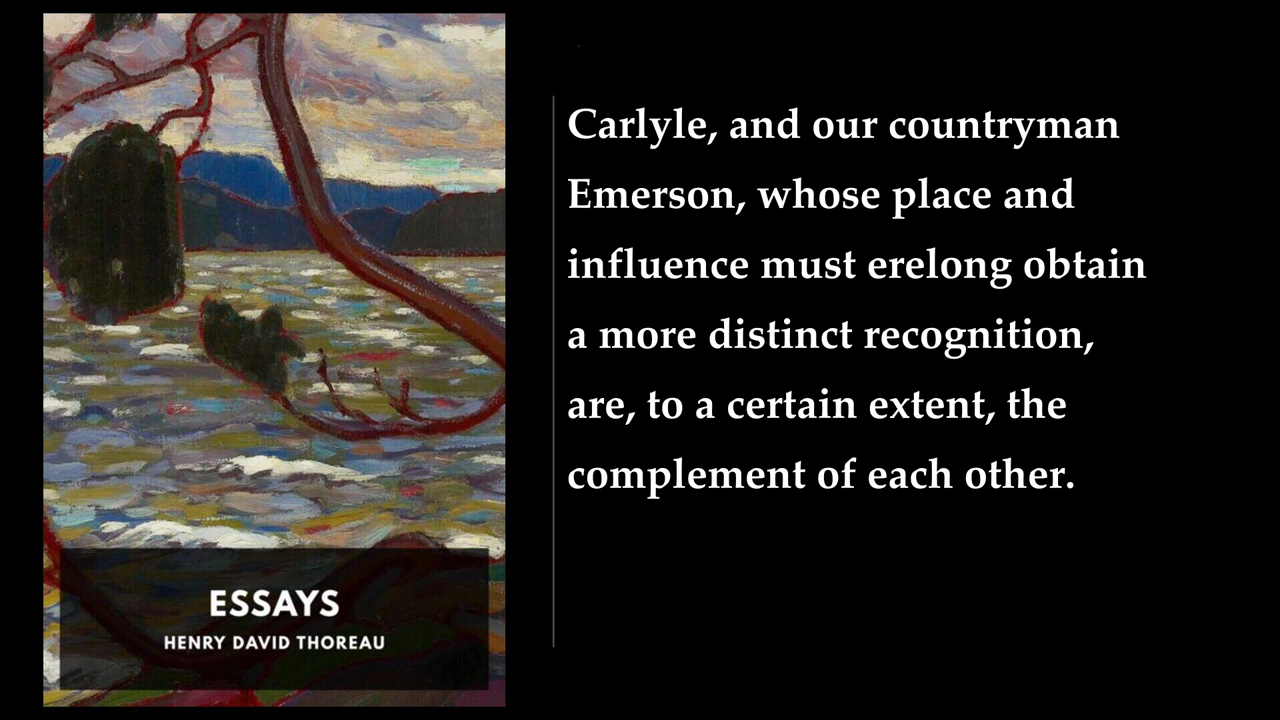 ESSAYS
HENRY DAVID THOREAU
Carlyle, and our countryman
Emerson, whose place and
influence must erelong obtain
a more distinct recognition,
are, to a certain extent, the
complement of each other.